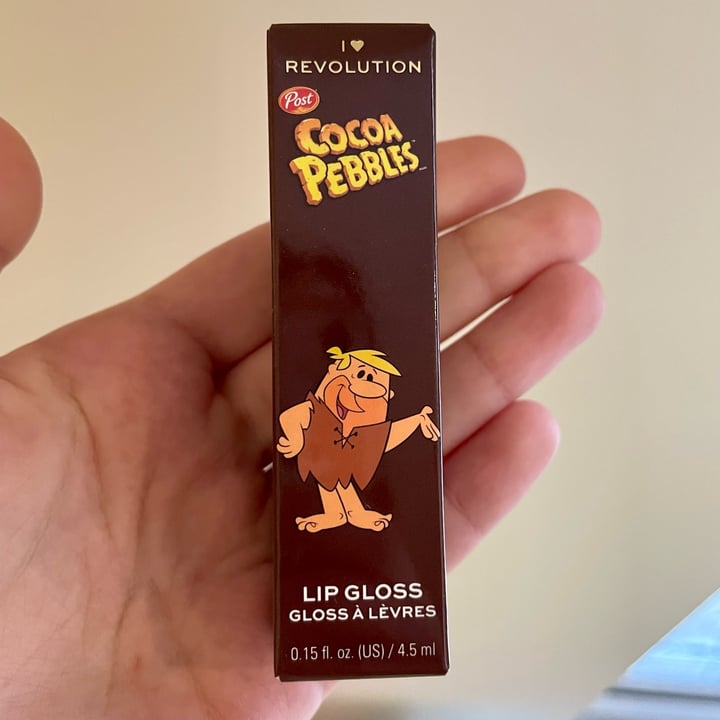 I ♥
REVOLUTION
Post
COCOA
PEBBLES
LIP GLOSS
GLOSS À LÈVRES
0.15 fl. oz. (US) / 4.5 ml